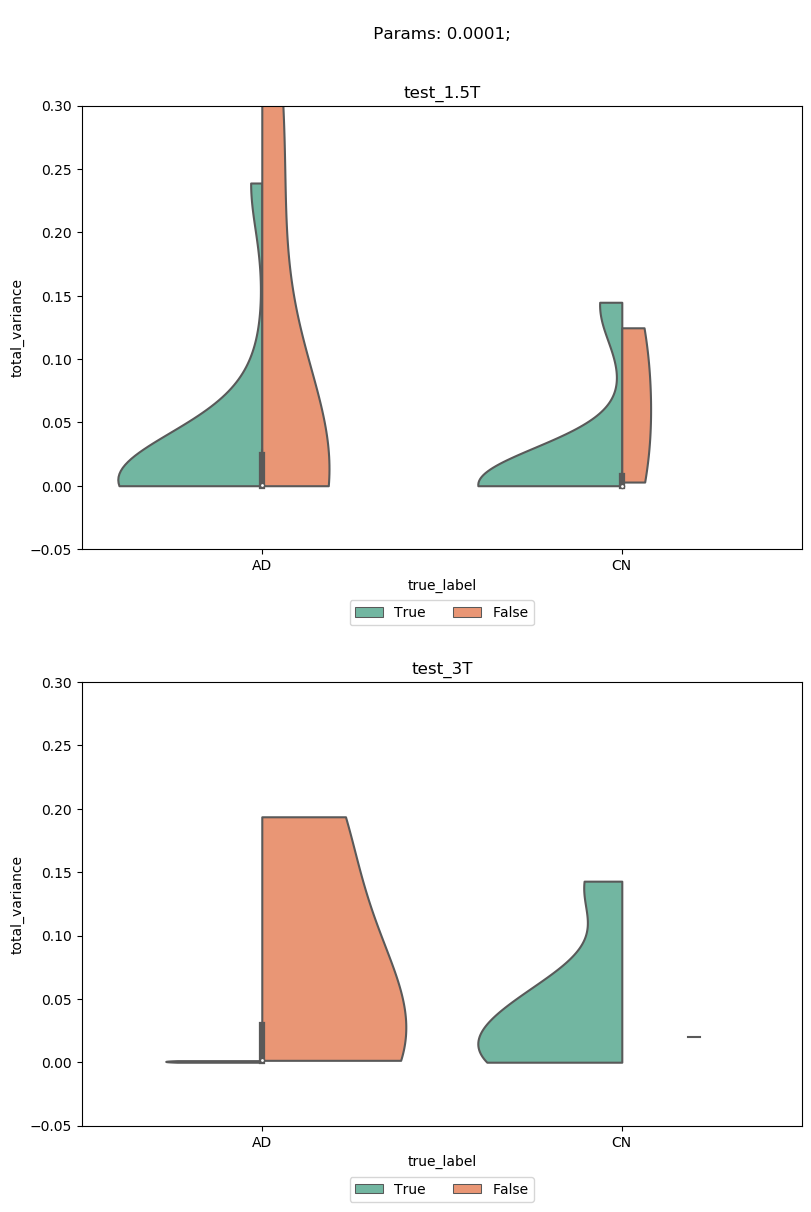 Params: 0.0001;
test_1.5T
0.30
0.25
0.20
0.15
0.10
0.05
0.00
−0.05
total_variance
AD CN
true_label
True False
test_3T
0.30
0.25
0.20
0.15
0.10
0.05
0.00
−0.05
total_variance
AD CN
true_label
True False